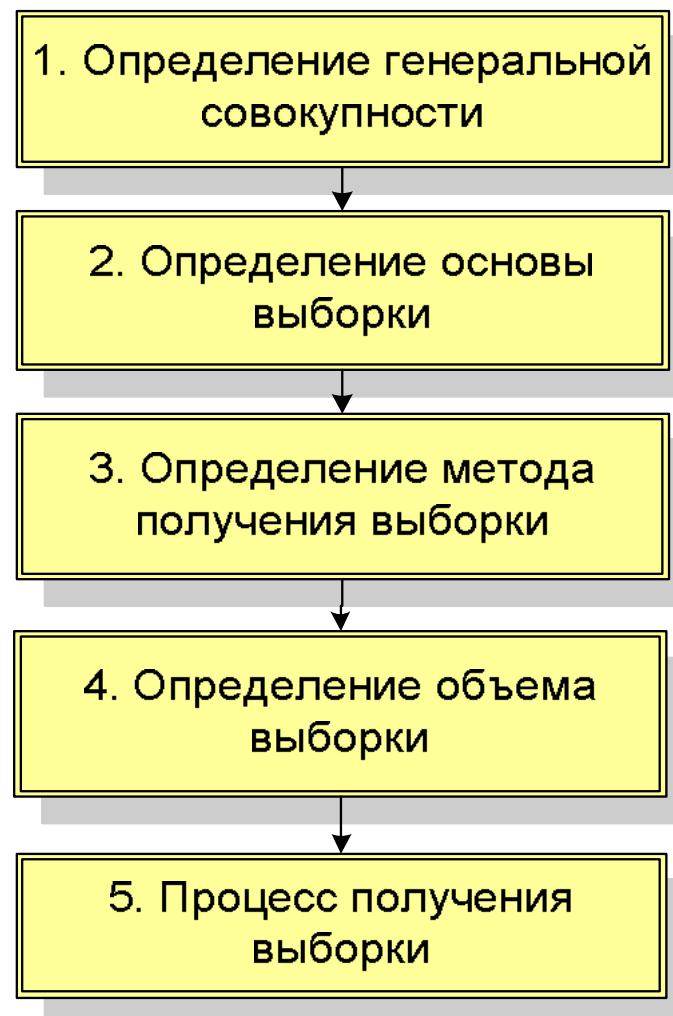 1. Определение генеральной
совокупности
2. Определение основы
выборки
3. Определение метода
получения выборки
4. Определение объема
выборки
5. Процесс получения
выборки